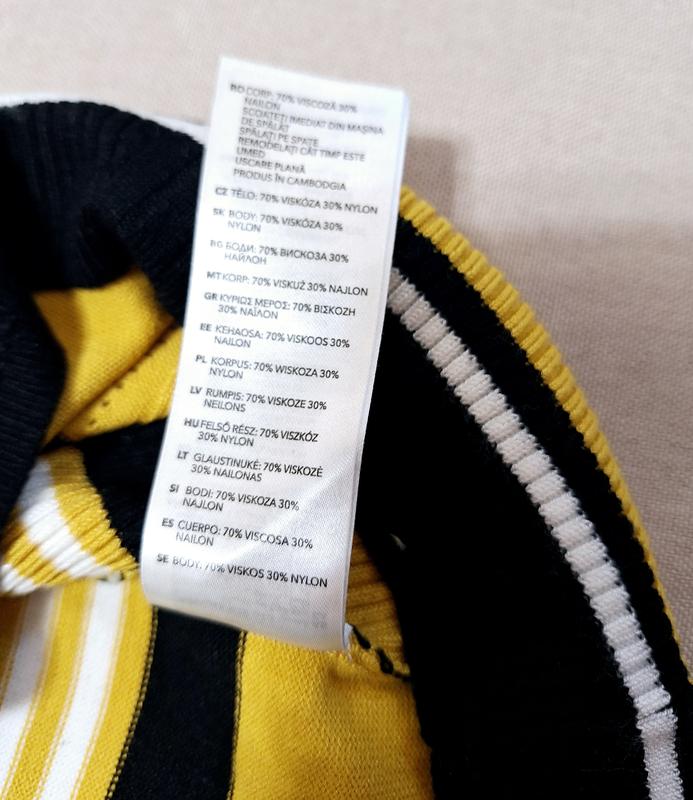 RO CORP: 70% VISCOZĂ 30%
NAILON
SCOATEȚI IMEDIAT DIN MAȘINA
DE SPĂLAT
SPĂLAȚI PE SPATE
REMODELAȚI CÂT TIMP ESTE
UMED
USCARE PLANĂ
PRODUS ÎN CAMBODGIA
CZ TĚLO: 70% VISKÓZA 30% NYLON
SK BODY: 70% VISKÓZA 30%
NYLON
BG БОДИ: 70% ВИСКОЗА 30%
НАЙЛОН
MT KORP: 70% VISKUŻ 30% NAJLON
GR ΚΥΡΙΩΣ ΜΕΡΟΣ: 70% ΒΙΣΚΟΖΗ
30% ΝΑΪΛΟΝ
EE KEHAOSA: 70% VISKOOS 30%
NAILON
PL KORPUS: 70% WISKOZA 30%
NYLON
LV RUMPIS: 70% VISKOZE 30%
NEILONS
HU FELSŐ RÉSZ: 70% VISZKÓZ
30% NYLON
LT GLAUSTINUKĖ: 70% VISKOZĖ
30% NAILONAS
SI BODI: 70% VISKOZA 30%
NAJLON
ES CUERPO: 70% VISCOSA 30%
NAILON
SE BODY: 70% VISKOS 30% NYLON